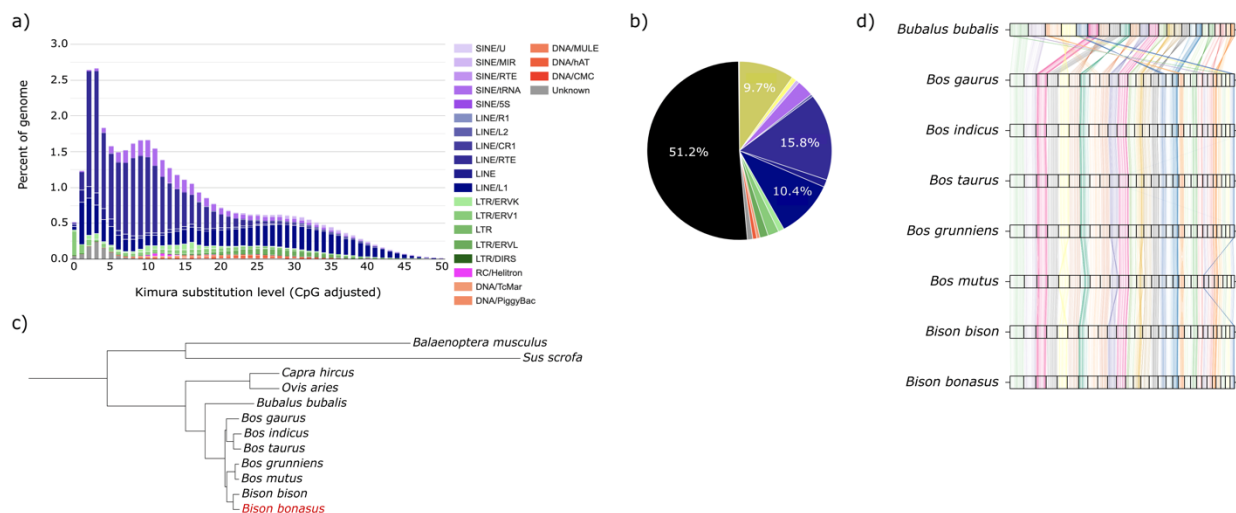 a)
3.0
2.5
2.0
1.5
1.0
0.5
0.0
Percent of genome
0 5 10 15 20 25 30 35 40 45 50
Kimura substitution level (CpG adjusted)
SINE/U
SINE/MIR
SINE/RTE
SINE/tRNA
SINE/5S
LINE/R1
LINE/L2
LINE/CR1
LINE/RTE
LINE
LINE/L1
LTR/ERVK
LTR/ERV1
LTR
LTR/ERVL
LTR/DIRS
RC/Helitron
DNA/TcMar
DNA/PiggyBac
DNA/MULE
DNA/hAT
DNA/CMC
Unknown
b)
9.7%
15.8%
10.4%
51.2%
c)
Balaenoptera musculus
Sus scrofa
Capra hircus
Ovis aries
Bubalus bubalis
Bos gaurus
Bos indicus
Bos taurus
Bos grunniens
Bos mutus
Bison bison
Bison bonasus
d)
Bubalus bubalis
Bos gaurus
Bos indicus
Bos taurus
Bos grunniens
Bos mutus
Bison bison
Bison bonasus